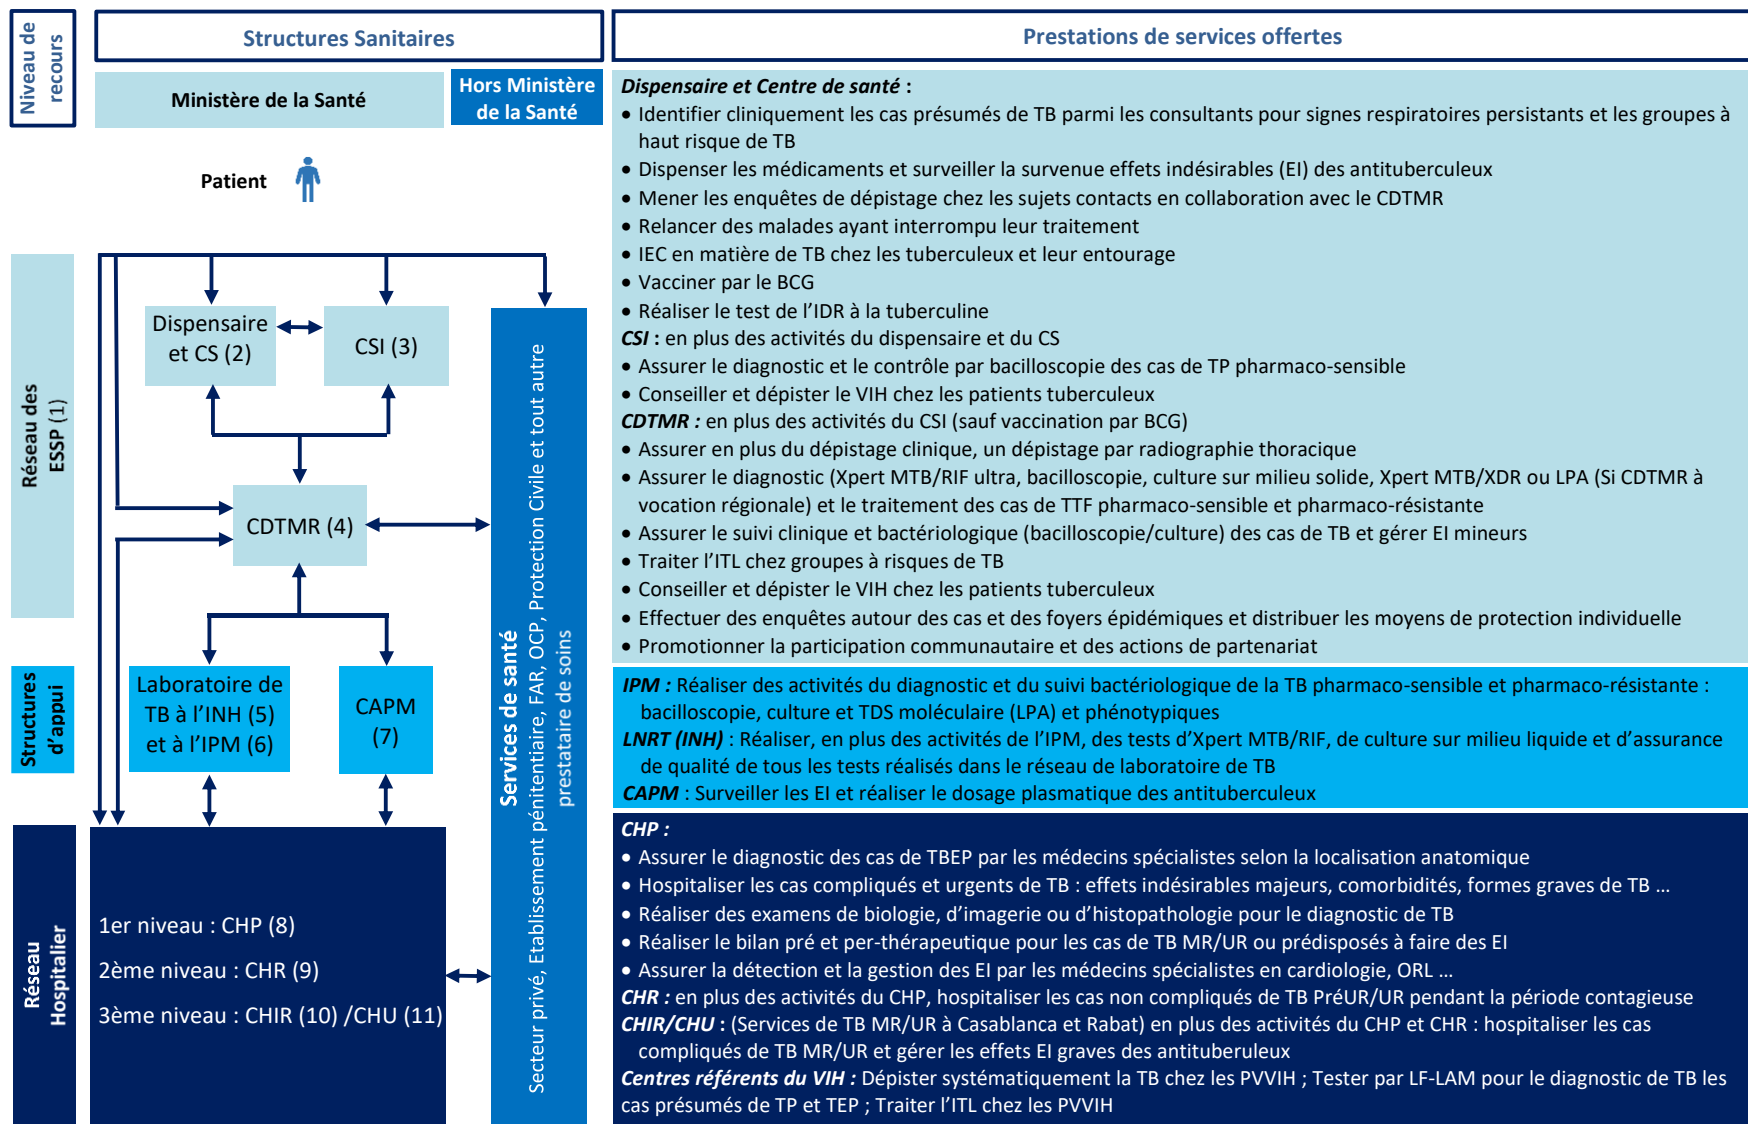 Niveau de
recours
Structures Sanitaires
Prestations de services offertes
Ministère de la Santé
Hors Ministère
de la Santé
Patient
Réseau des
ESSP (1)
Dispensaire
et CS (2)
CSI (3)
CDTMR (4)
Structures
d’appui
Laboratoire de
TB à l’INH (5)
et à l’IPM (6)
CAPM
(7)
Réseau
Hospitalier
1er niveau : CHP (8)
2ème niveau : CHR (9)
3ème niveau : CHIR (10) /CHU (11)
Services de santé
Secteur privé, Etablissement pénitentiaire, FAR, OCP, Protection Civile et tout autre
prestataire de soins
Dispensaire et Centre de santé :
• Identifier cliniquement les cas présumés de TB parmi les consultants pour signes respiratoires persistants et les groupes à
haut risque de TB
• Dispenser les médicaments et surveiller la survenue effets indésirables (EI) des antituberculeux
• Mener les enquêtes de dépistage chez les sujets contacts en collaboration avec le CDTMR
• Relancer des malades ayant interrompu leur traitement
• IEC en matière de TB chez les tuberculeux et leur entourage
• Vacciner par le BCG
• Réaliser le test de l’IDR à la tuberculine
CSI : en plus des activités du dispensaire et du CS
• Assurer le diagnostic et le contrôle par bacilloscopie des cas de TP pharmaco-sensible
• Conseiller et dépister le VIH chez les patients tuberculeux
CDTMR : en plus des activités du CSI (sauf vaccination par BCG)
• Assurer en plus du dépistage clinique, un dépistage par radiographie thoracique
• Assurer le diagnostic (Xpert MTB/RIF ultra, bacilloscopie, culture sur milieu solide, Xpert MTB/XDR ou LPA (Si CDTMR à
vocation régionale) et le traitement des cas de TTF pharmaco-sensible et pharmaco-résistante
• Assurer le suivi clinique et bactériologique (bacilloscopie/culture) des cas de TB et gérer EI mineurs
• Traiter l’ITL chez groupes à risques de TB
• Conseiller et dépister le VIH chez les patients tuberculeux
• Effectuer des enquêtes autour des cas et des foyers épidémiques et distribuer les moyens de protection individuelle
• Promotionner la participation communautaire et des actions de partenariat
IPM : Réaliser des activités du diagnostic et du suivi bactériologique de la TB pharmaco-sensible et pharmaco-résistante :
bacilloscopie, culture et TDS moléculaire (LPA) et phénotypiques
LNRT (INH) : Réaliser, en plus des activités de l’IPM, des tests d’Xpert MTB/RIF, de culture sur milieu liquide et d’assurance
de qualité de tous les tests réalisés dans le réseau de laboratoire de TB
CAPM : Surveiller les EI et réaliser le dosage plasmatique des antituberculeux
CHP :
• Assurer le diagnostic des cas de TBEP par les médecins spécialistes selon la localisation anatomique
• Hospitaliser les cas compliqués et urgents de TB : effets indésirables majeurs, comorbidités, formes graves de TB ...
• Réaliser des examens de biologie, d’imagerie ou d’histopathologie pour le diagnostic de TB
• Réaliser le bilan pré et per-thérapeutique pour les cas de TB MR/UR ou prédisposés à faire des EI
• Assurer la détection et la gestion des EI par les médecins spécialistes en cardiologie, ORL ...
CHR : en plus des activités du CHP, hospitaliser les cas non compliqués de TB PréUR/UR pendant la période contagieuse
CHIR/CHU : (Services de TB MR/UR à Casablanca et Rabat) en plus des activités du CHP et CHR : hospitaliser les cas
compliqués de TB MR/UR et gérer les effets EI graves des antituberuleux
Centres référents du VIH : Dépister systématiquement la TB chez les PVVIH ; Tester par LF-LAM pour le diagnostic de TB les
cas présumés de TP et TEP ; Traiter l’ITL chez les PVVIH